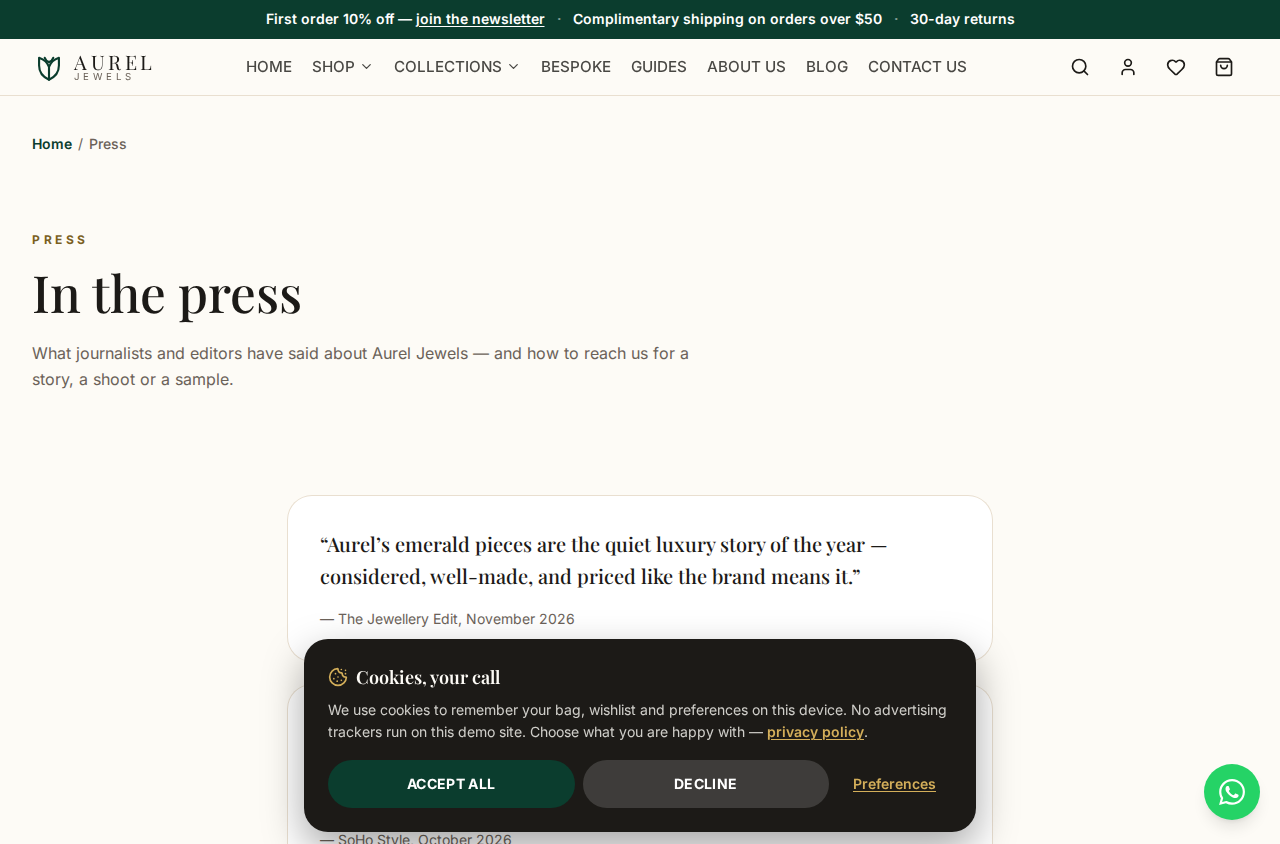 First order 10% off — join the newsletter · Complimentary shipping on orders over $50 · 30-day returns
AUREL
JEWELS
HOME SHOP COLLECTIONS BESPOKE GUIDES ABOUT US BLOG CONTACT US
Home / Press
PRESS
In the press
What journalists and editors have said about Aurel Jewels — and how to reach us for a
story, a shoot or a sample.
“Aurel’s emerald pieces are the quiet luxury story of the year —
considered, well-made, and priced like the brand means it.”
— The Jewellery Edit, November 2026
Cookies, your call
We use cookies to remember your bag, wishlist and preferences on this device. No advertising
trackers run on this demo site. Choose what you are happy with — privacy policy.
ACCEPT ALL DECLINE Preferences
— SoHo Style, October 2026